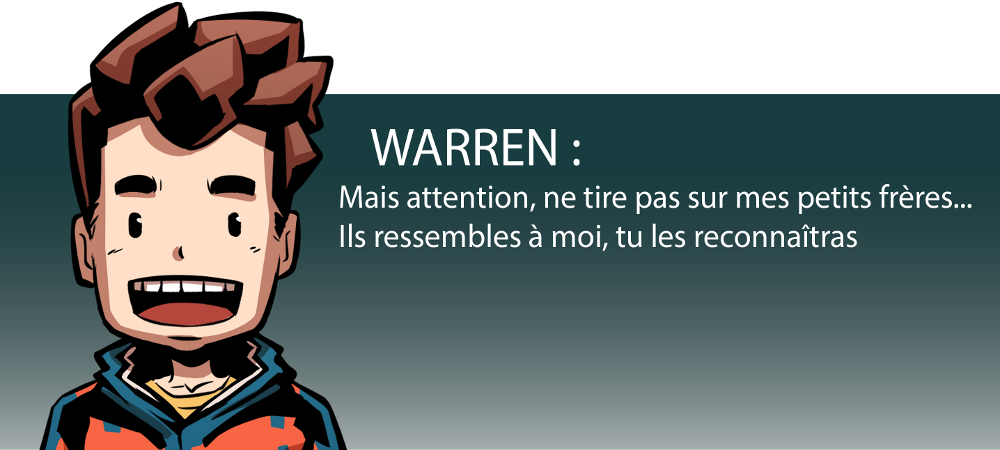 WARREN :
Mais attention, ne tire pas sur mes petits frères...
Ils ressembles à moi, tu les reconnaîtras